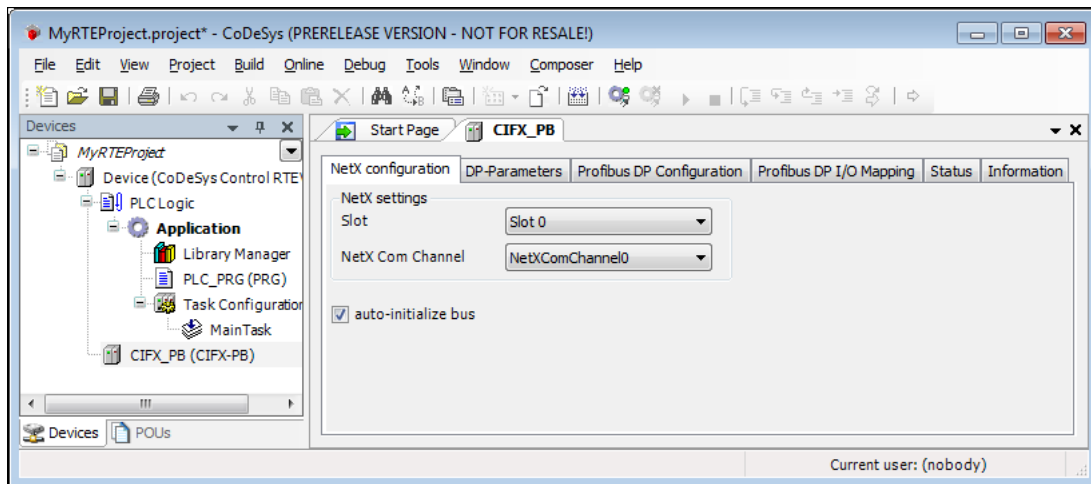 MyRTEProject.project* - CoDeSys (PRERELEASE VERSION - NOT FOR RESALE!)
File Edit View Project Build Online Debug Tools Window Composer Help
Devices
MyRTEProject
Device (CoDeSys Control RTEV
PLC Logic
Application
Library Manager
PLC_PRG (PRG)
Task Configuration
MainTask
CIFX_PB (CIFX-PB)
Devices POUs
Start Page CIFX_PB
NetX configuration DP-Parameters Profibus DP Configuration Profibus DP I/O Mapping Status Information
NetX settings
Slot Slot 0
NetX Com Channel NetXComChannel0
auto-initialize bus
Current user: (nobody)